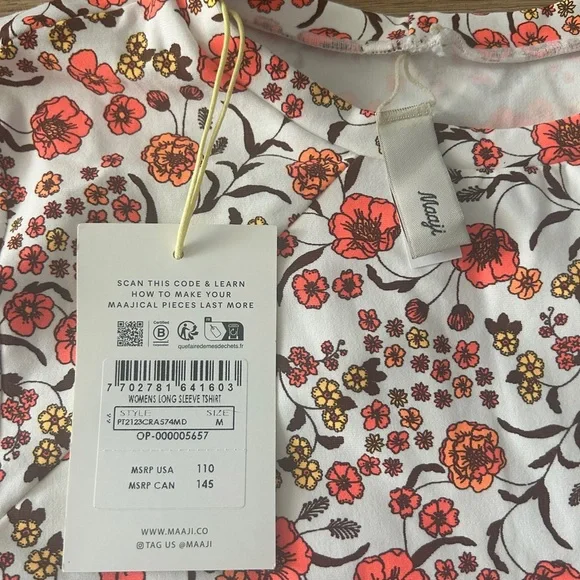 SCAN THIS CODE & LEARN
HOW TO MAKE YOUR
MAAJICAL PIECES LAST MORE
quefairedemesdechets.fr
7 702781 641603
WOMENS LONG SLEEVE TSHIRT
STYLE SIZE
PT2123CRAS74MD M
OP-000005657
MSRP USA 110
MSRP CAN 145
WWW.MAAJI.CO
TAG US @MAAJI
Maaji